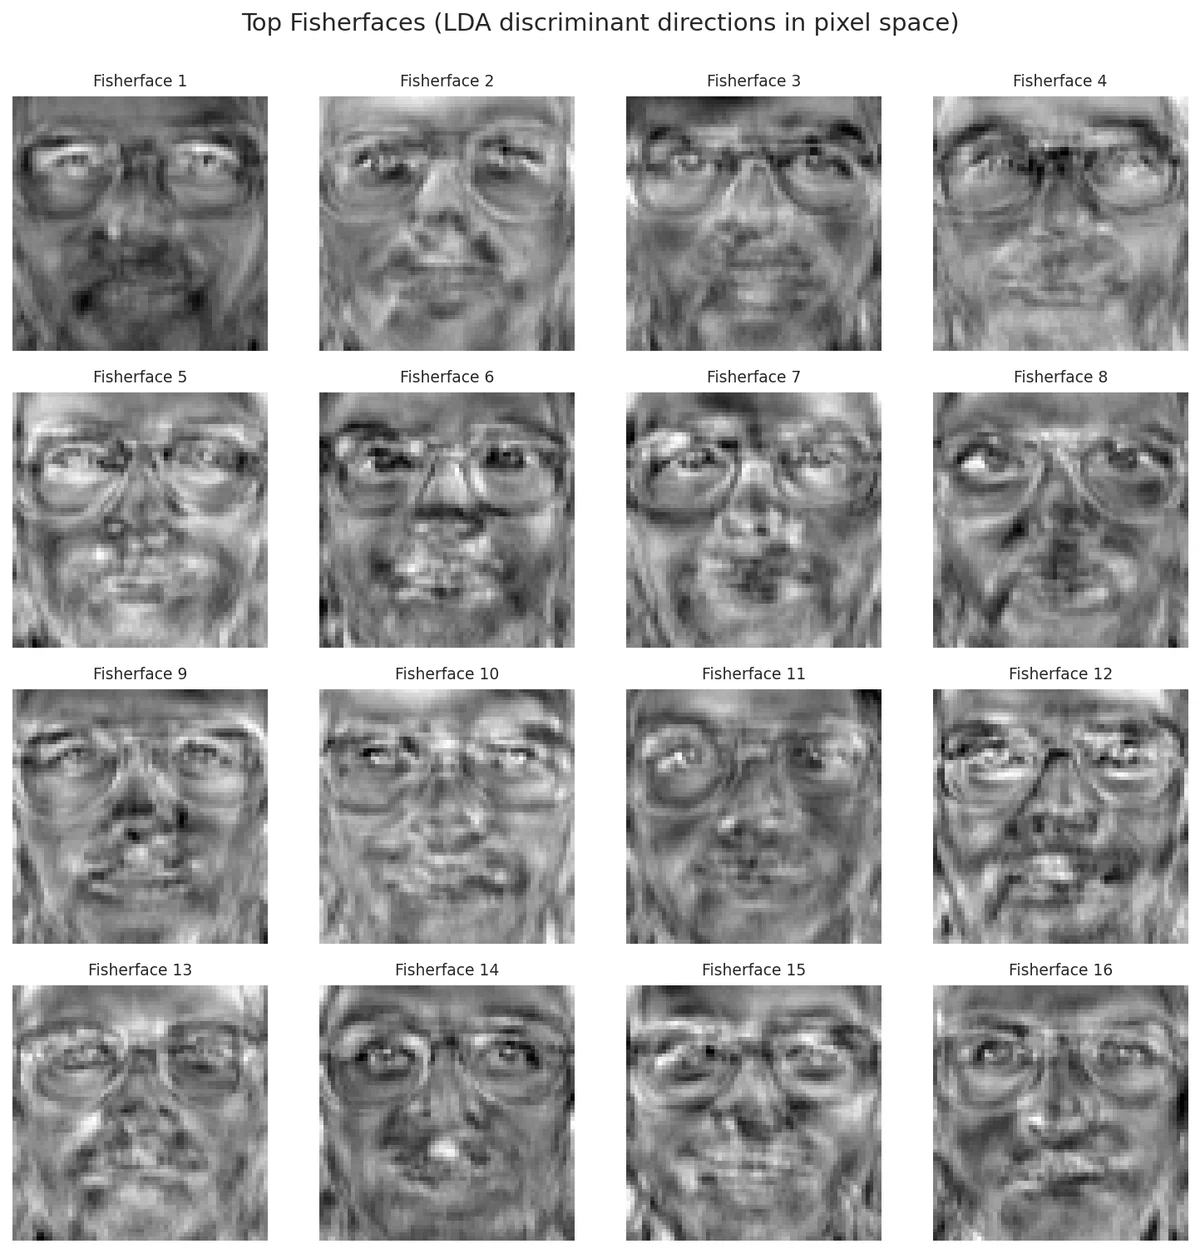 Top Fisherfaces (LDA discriminant directions in pixel space)
Fisherface 1
Fisherface 2
Fisherface 3
Fisherface 4
Fisherface 5
Fisherface 6
Fisherface 7
Fisherface 8
Fisherface 9
Fisherface 10
Fisherface 11
Fisherface 12
Fisherface 13
Fisherface 14
Fisherface 15
Fisherface 16